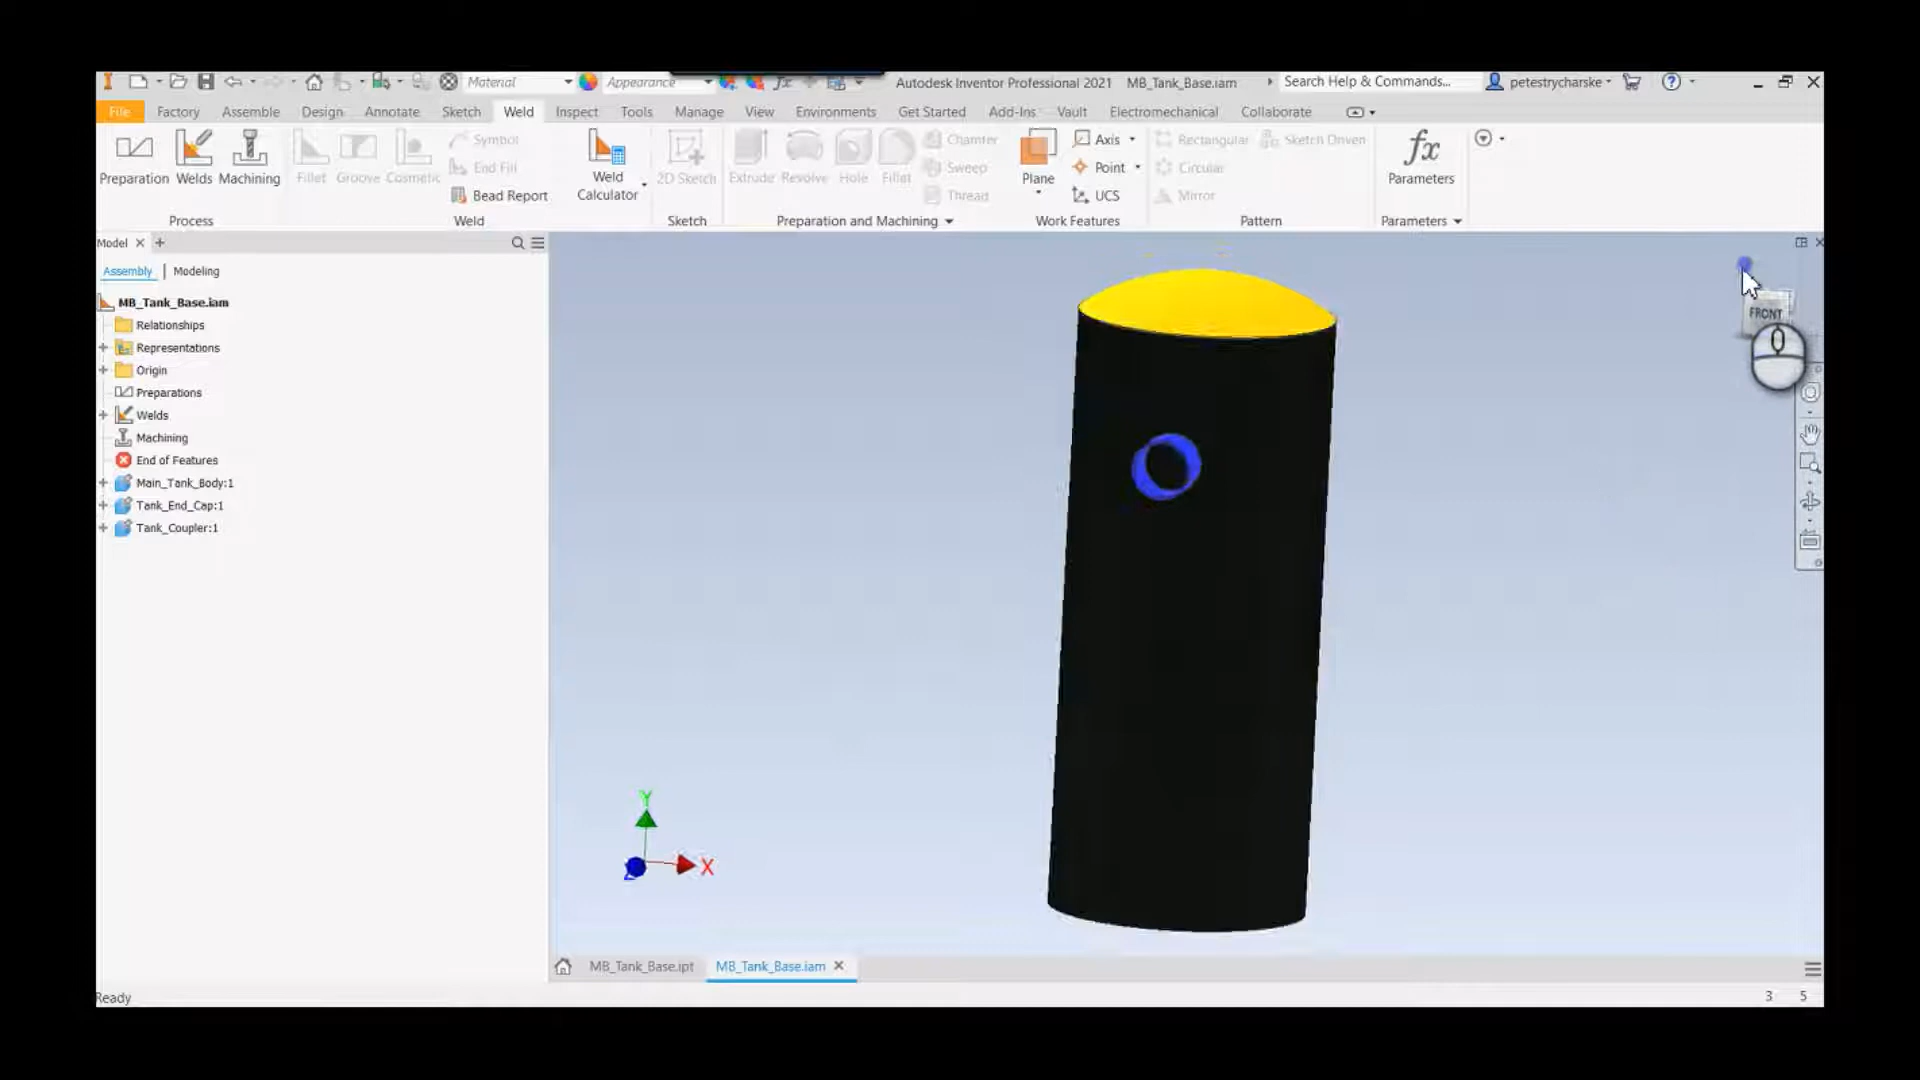 Material Appearance fx Autodesk Inventor Professional 2021 MB_Tank_Base.iam Search Help & Commands... petestrycharske
File Factory Assemble Design Annotate Sketch Weld Inspect Tools Manage View Environments Get Started Add-Ins Vault Electromechanical Collaborate
Preparation Welds Machining Fillet Groove Cosmetic Symbol End Fill Bead Report
Weld Calculator
2D Sketch
Extrude Revolve Hole Fillet Chamfer Sweep Thread
Plane Axis Point UCS
Rectangular Sketch Driven Circular Mirror
fx Parameters
Process Weld Sketch Preparation and Machining Work Features Pattern Parameters
Model
Assembly | Modeling
MB_Tank_Base.iam
Relationships
Representations
Origin
Preparations
Welds
Machining
End of Features
Main_Tank_Body:1
Tank_End_Cap:1
Tank_Coupler:1
FRONT
Y
X
Z
MB_Tank_Base.ipt MB_Tank_Base.iam
Ready
3 5